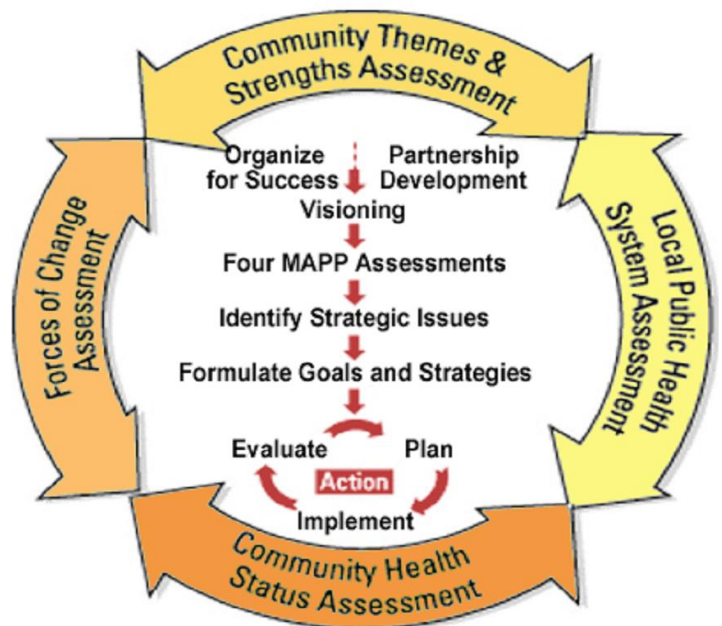 Community Themes &
Strengths Assessment
Organize
for Success
Partnership
Development
Visioning
Four MAPP Assessments
Identify Strategic Issues
Formulate Goals and Strategies
Evaluate
Plan
Action
Implement
Forces of Change
Assessment
Local Public Health
System Assessment
Community Health
Status Assessment